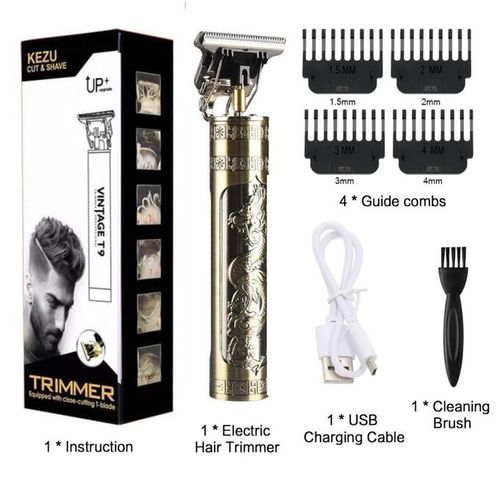 KEZU
CUT & SHAVE
UP+
upgrade
VINTAGE T9
TRIMMER
Equipped with close-cutting T-blade
1 * Instruction
1 * Electric
Hair Trimmer
1.5 MM
2 MM
1.5mm
2mm
3 MM
4 MM
3mm
4mm
4 * Guide combs
1 * USB
Charging Cable
1 * Cleaning
Brush